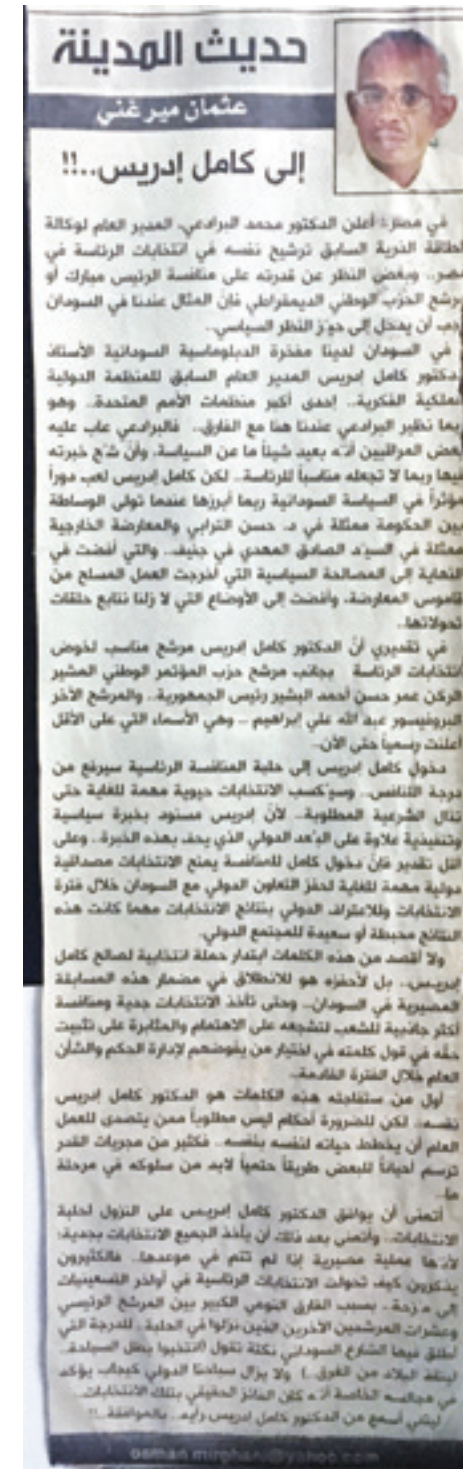 حديث المدينة
عثمان ميرغني
إلى كامل إدريس..!!
في مصر: أعلن الدكتور محمد البرادعي، المدير العام لوكالة
الطاقة الذرية السابق ترشيح نفسه في انتخابات الرئاسة في
مصر.. وبغض النظر عن قدرته على منافسة الرئيس مبارك أو
مرشح الحزب الوطني الديمقراطي فإن المثال عندنا في السودان
يجب أن يدخل إلى حيّز النظر السياسي..
في السودان لدينا مفخرة الدبلوماسية السودانية الأستاذ
الدكتور كامل إدريس المدير العام السابق للمنظمة الدولية
للملكية الفكرية.. إحدى أكبر منظمات الأمم المتحدة.. وهو
ربما نظير البرادعي عندنا هنا مع الفارق.. فالبرادعي عاب عليه
بعض المراقبين أنّه بعيد شيئاً ما عن السياسة، وأنّ شحّ خبرته
فيها ربما لا تجعله مناسباً للرئاسة.. لكن كامل إدريس لعب دوراً
مؤثراً في السياسة السودانية ربما أبرزها عندما تولى الوساطة
بين الحكومة ممثلة في د. حسن الترابي والمعارضة الخارجية
ممثلة في السيّد الصادق المهدي في جنيف.. والتي أفضت في
النهاية إلى المصالحة السياسية التي أخرجت العمل المسلح من
قاموس المعارضة، وأفضت إلى الأوضاع التي لا زلنا نتابع حلقات
تحولاتها..
في تقديري أنّ الدكتور كامل إدريس مرشح مناسب لخوض
انتخابات الرئاسة بجانب مرشح حزب المؤتمر الوطني المشير
الركن عمر حسن أحمد البشير رئيس الجمهورية.. والمرشح الآخر
البروفيسور عبد الله علي إبراهيم .. وهي الأسماء التي على الأقل
أعلنت رسمياً حتى الآن..
دخول كامل إدريس إلى حلبة المنافسة الرئاسية سيرفع من
درجة التنافس.. وسيُكسب الانتخابات حيوية مهمة للغاية حتى
تنال الشرعية المطلوبة.. لأنّ إدريس مسنود بخبرة سياسية
وتنفيذية علاوة على البُعد الدولي الذي يحف بهذه الخبرة.. وعلى
أقل تقدير فإن دخول كامل للمنافسة يمنح الانتخابات مصداقية
دولية مهمة للغاية لحفز التعاون الدولي مع السودان خلال فترة
الانتخابات وللاعتراف الدولي بنتائج الانتخابات مهما كانت هذه
النتائج محبطة أو سعيدة للمجتمع الدولي.
ولا أقصد من هذه الكلمات ابتدار حملة انتخابية لصالح كامل
إدريس.. بل لأحفزه هو للانطلاق في مضمار هذه المسابقة
المصيرية في السودان.. وحتى تأخذ الانتخابات جدية ومنافسة
أكثر جاذبية للشعب لتشجعه على الاهتمام والمثابرة على تثبيت
حقّه في قول كلمته في اختيار من يفوضهم لإدارة الحكم والشأن
العام خلال الفترة القادمة..
أول من ستفاجئه هذه الكلمات هو الدكتور كامل إدريس
نفسه.. لكن للضرورة أحكام ليس مطلوباً ممن يتصدى للعمل
العام أن يخطط حياته لنفسه بنفسه.. فكثير من مجريات القدر
ترسم أحياناً للبعض طريقاً حتمياً لابد من سلوكه في مرحلة
ما..
أتمنى أن يوافق الدكتور كامل إدريس على النزول لحلبة
الانتخابات.. وأتمنى بعد ذلك أن يأخذ الجميع الانتخابات بجدية؛
لأنّها عملية مصيرية إذا لم تتم في موعدها.. فالكثيرون
يذكرون كيف تحولت الانتخابات الرئاسية في أواخر التسعينيات
إلى مُزحة.. بسبب الفارق النوعي الكبير بين المرشح الرئيسي
وعشرات المرشحين الآخرين الذين نزلوا في الحلبة.. للدرجة التي
أطلق فيها الشارع السوداني نكتة تقول (انتخبوا بطل السباحة..
لينقذ البلاد من الغرق..) ولا يزال سباحنا الدولي كيجاب يؤكد
في مجالسه الخاصة أنّه كان الفائز الحقيقي بتلك الانتخابات..
ليتني أسمع من الدكتور كامل إدريس رأيه.. بالموافقة..!!
osman.mirghani@yahoo.com